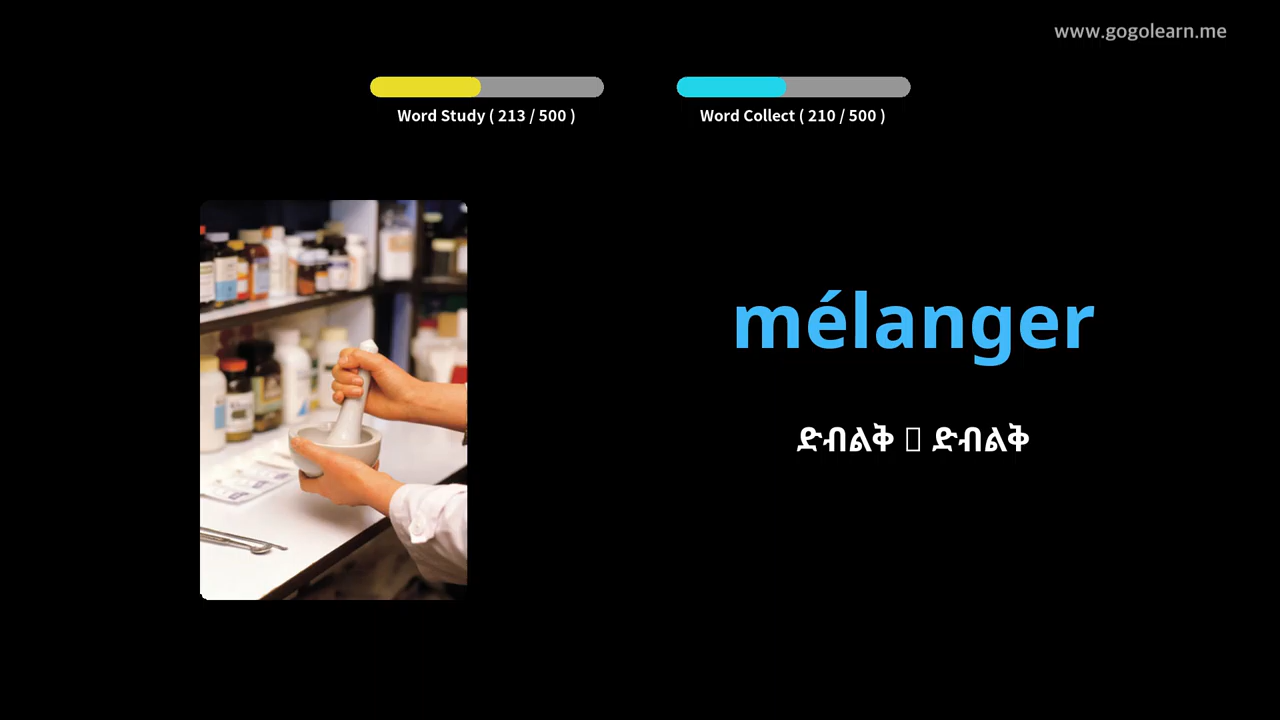 www.gogolearn.me
Word Study ( 213 / 500 )
Word Collect ( 210 / 500 )
mélanger
ድብልቅ ድብልቅ